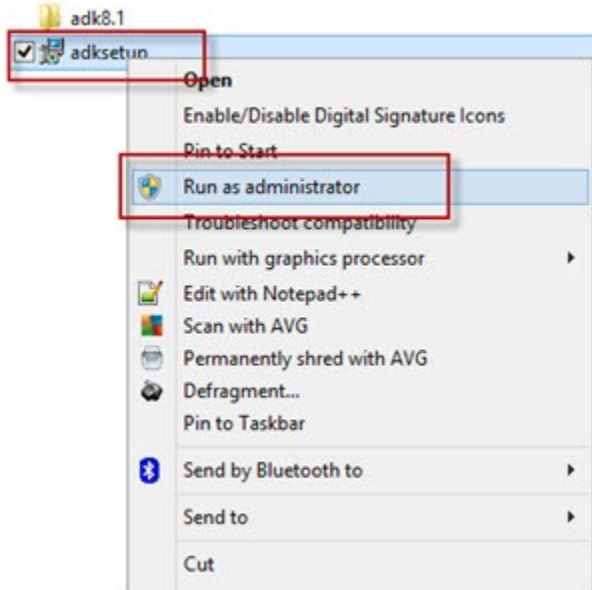 adk8.1
adksetup
Open
Enable/Disable Digital Signature Icons
Pin to Start
Run as administrator
Troubleshoot compatibility
Run with graphics processor
Edit with Notepad++
Scan with AVG
Permanently shred with AVG
Defragment...
Pin to Taskbar
Send by Bluetooth to
Send to
Cut